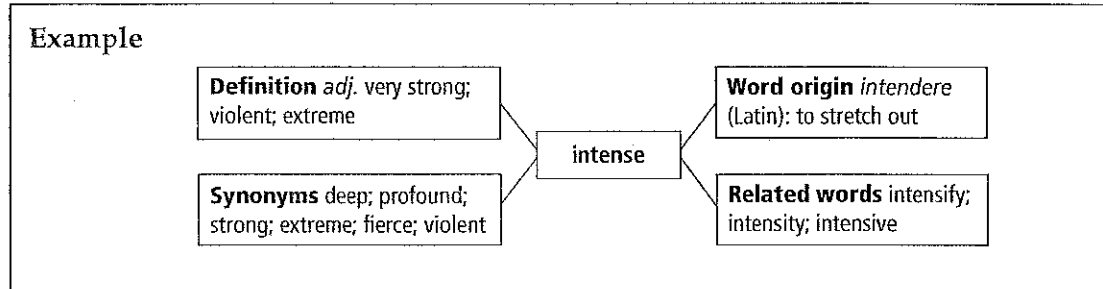 Example
Definition adj. very strong;
violent; extreme
Synonyms deep; profound;
strong; extreme; fierce; violent
intense
Word origin intendere
(Latin): to stretch out
Related words intensify;
intensity; intensive